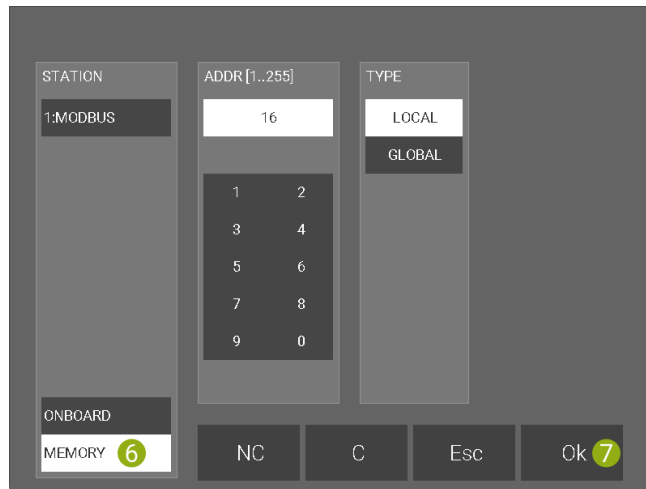 STATION
1:MODBUS
ONBOARD
MEMORY 6
ADDR [1..255]
16
1 2
3 4
5 6
7 8
9 0
TYPE
LOCAL
GLOBAL
NC C Esc Ok 7